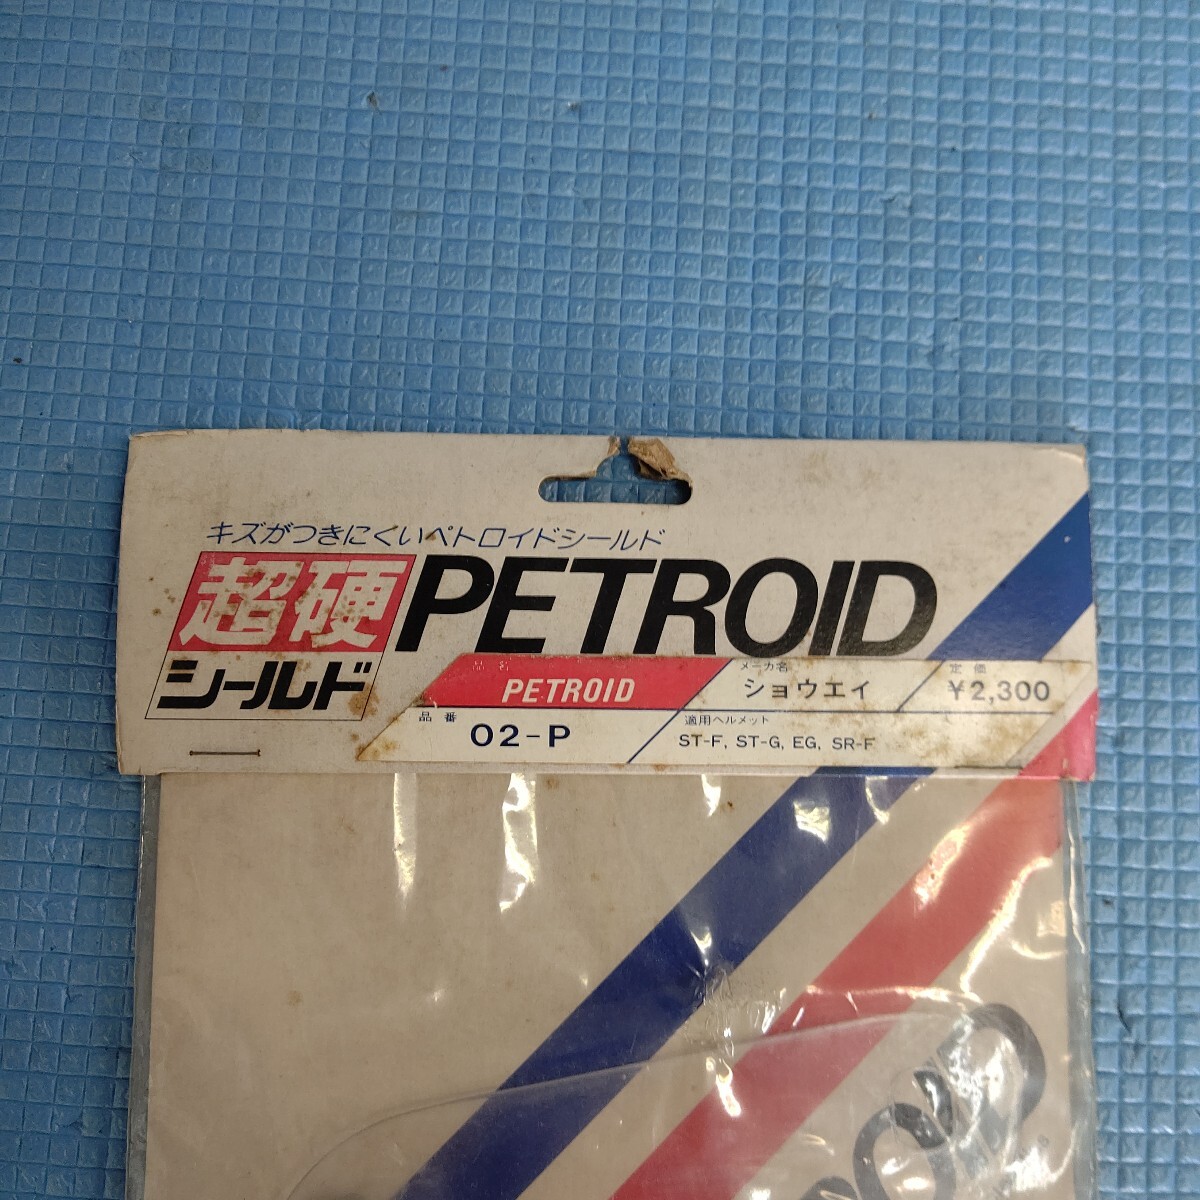 キズがつきにくいペトロイドシールド
超硬
シールド
PETROID
品名
PETROID
メーカ名
ショウエイ
定価
¥2,300
品番
02-P
適用ヘルメット
ST-F, ST-G, EG, SR-F
OID